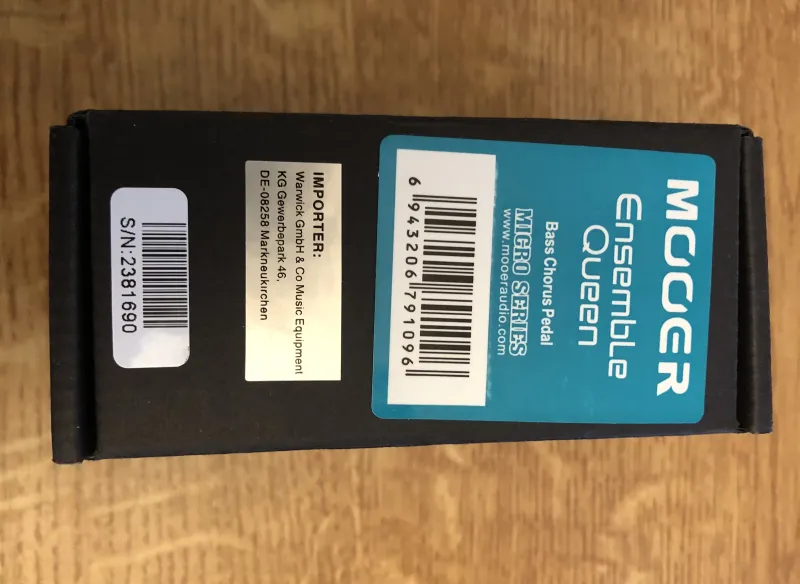 MOOER
Ensemble
Queen
Bass Chorus Pedal
MICRO SERIES
www.mooeraudio.com
6 943206 791096
IMPORTER:
Warwick GmbH & Co Music Equipment
KG Gewerbepark 46,
DE-08258 Markneukirchen
S/N:2381690